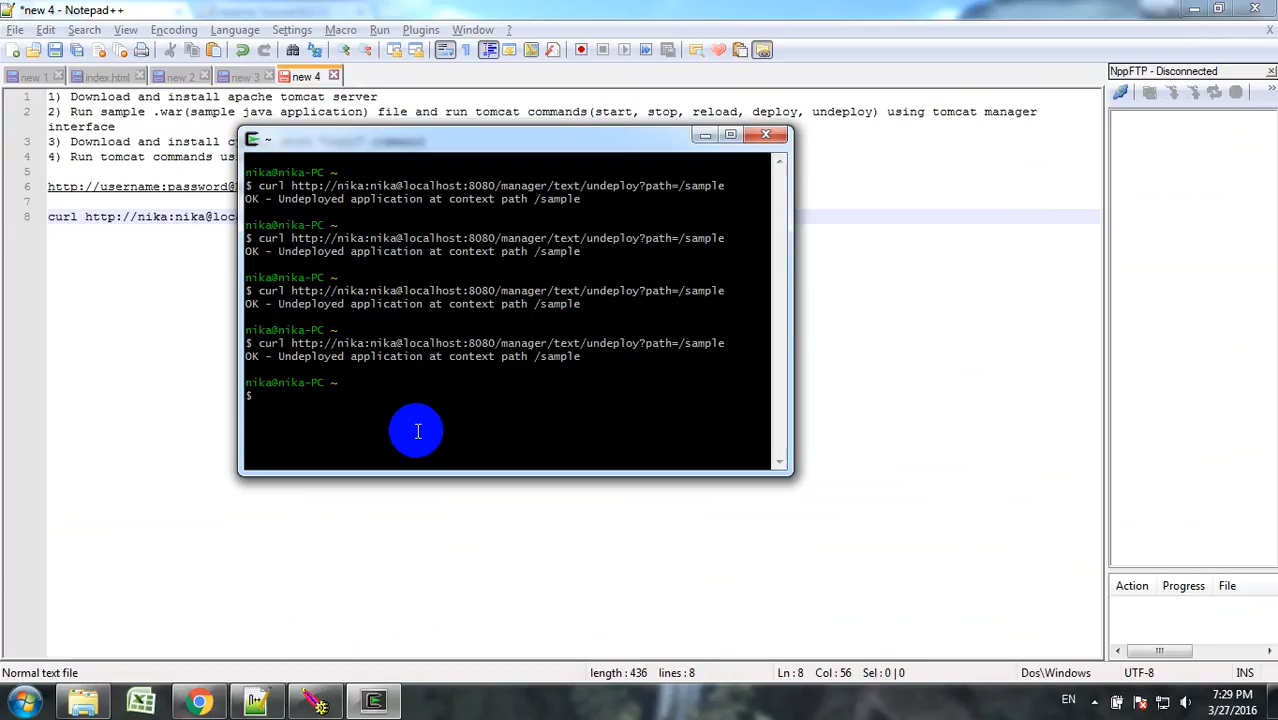 *new 4 - Notepad++
File Edit Search View Encoding Language Settings Macro Run Plugins Window ?
X
new 1 index.html new 2 new 3 new 4
NppFTP - Disconnected
1 1) Download and install apache tomcat server
2 2) Run sample .war(sample java application) file and run tomcat commands(start, stop, reload, deploy, undeploy) using tomcat manager
interface
3 3) Download and install
4 4) Run tomcat commands
5
6 http://username:password@
7
8 curl http://nika:nika@loc
~
nika@nika-PC ~
$ curl http://nika:nika@localhost:8080/manager/text/undeploy?path=/sample
OK - Undeployed application at context path /sample
nika@nika-PC ~
$ curl http://nika:nika@localhost:8080/manager/text/undeploy?path=/sample
OK - Undeployed application at context path /sample
nika@nika-PC ~
$ curl http://nika:nika@localhost:8080/manager/text/undeploy?path=/sample
OK - Undeployed application at context path /sample
nika@nika-PC ~
$ curl http://nika:nika@localhost:8080/manager/text/undeploy?path=/sample
OK - Undeployed application at context path /sample
nika@nika-PC ~
$
Action Progress File
Normal text file length : 436 lines : 8 Ln : 8 Col : 56 Sel : 0 | 0 Dos\Windows UTF-8 INS
EN 7:29 PM
3/27/2016